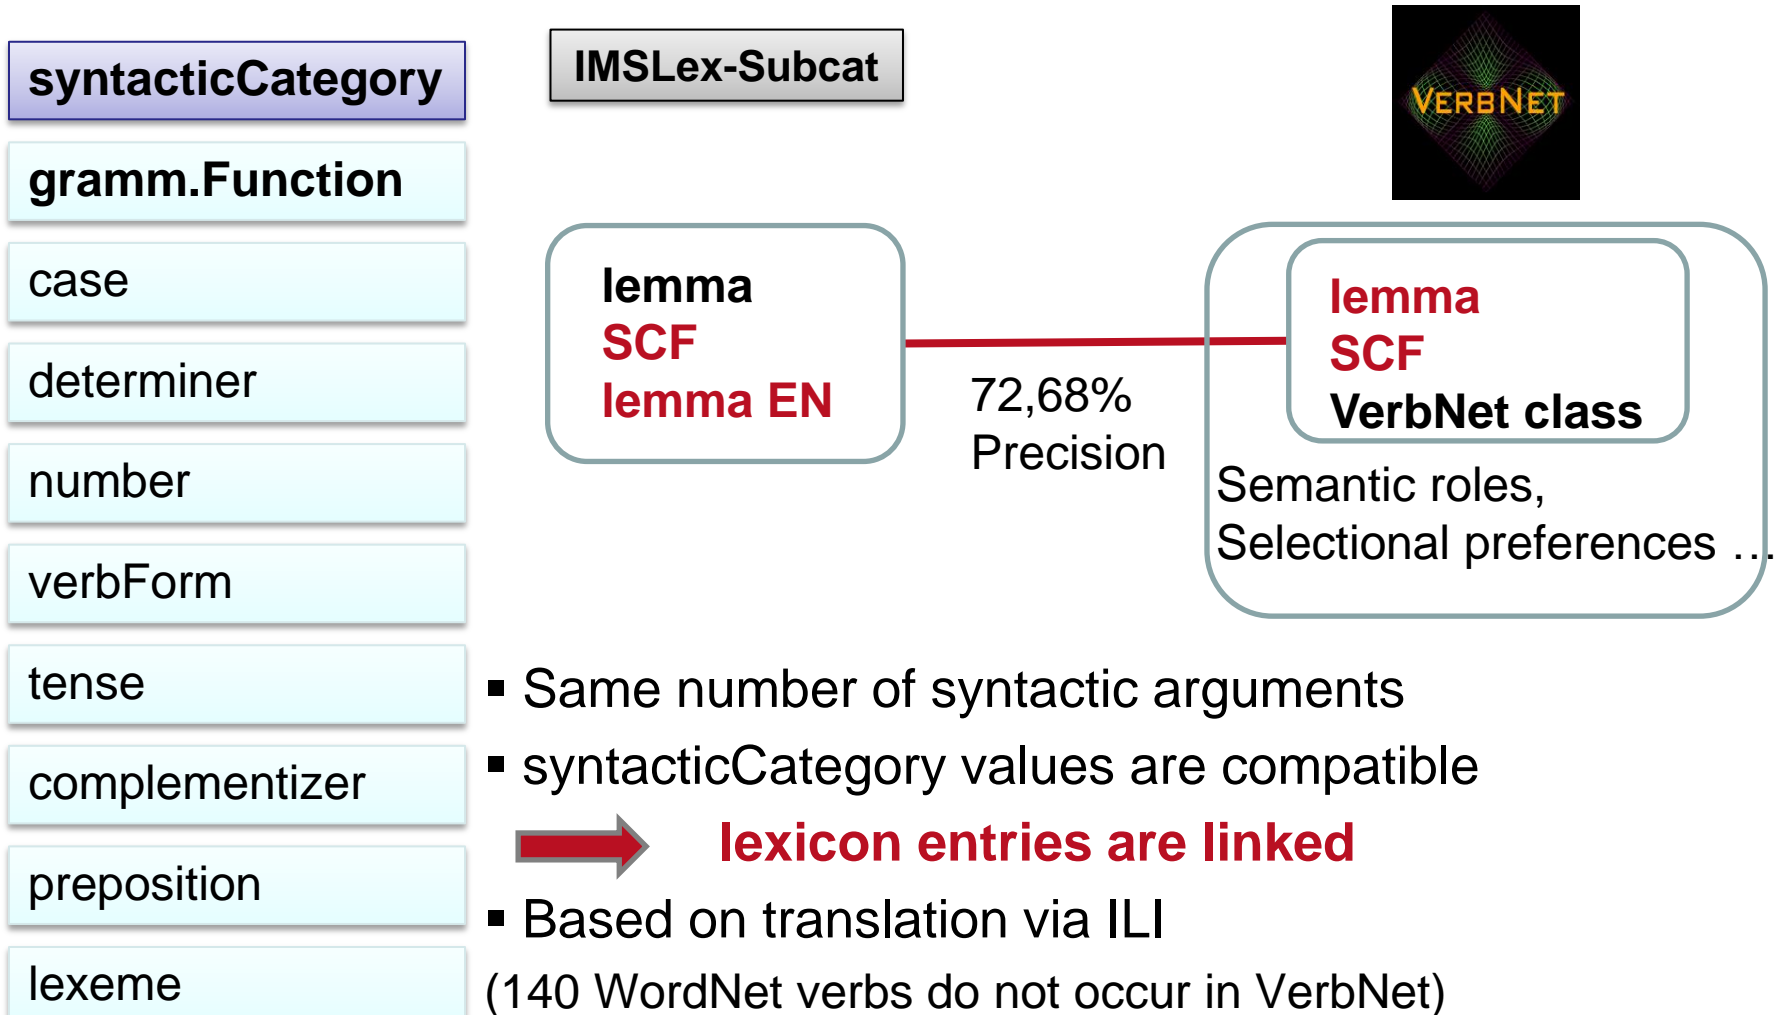 syntacticCategory
gramm.Function
case
determiner
number
verbForm
tense
complementizer
preposition
lexeme
IMSLex-Subcat
VERBNET
lemma
SCF
lemma EN
72,68%
Precision
lemma
SCF
VerbNet class
Semantic roles,
Selectional preferences …
▪ Same number of syntactic arguments
▪ syntacticCategory values are compatible
lexicon entries are linked
▪ Based on translation via ILI
(140 WordNet verbs do not occur in VerbNet)